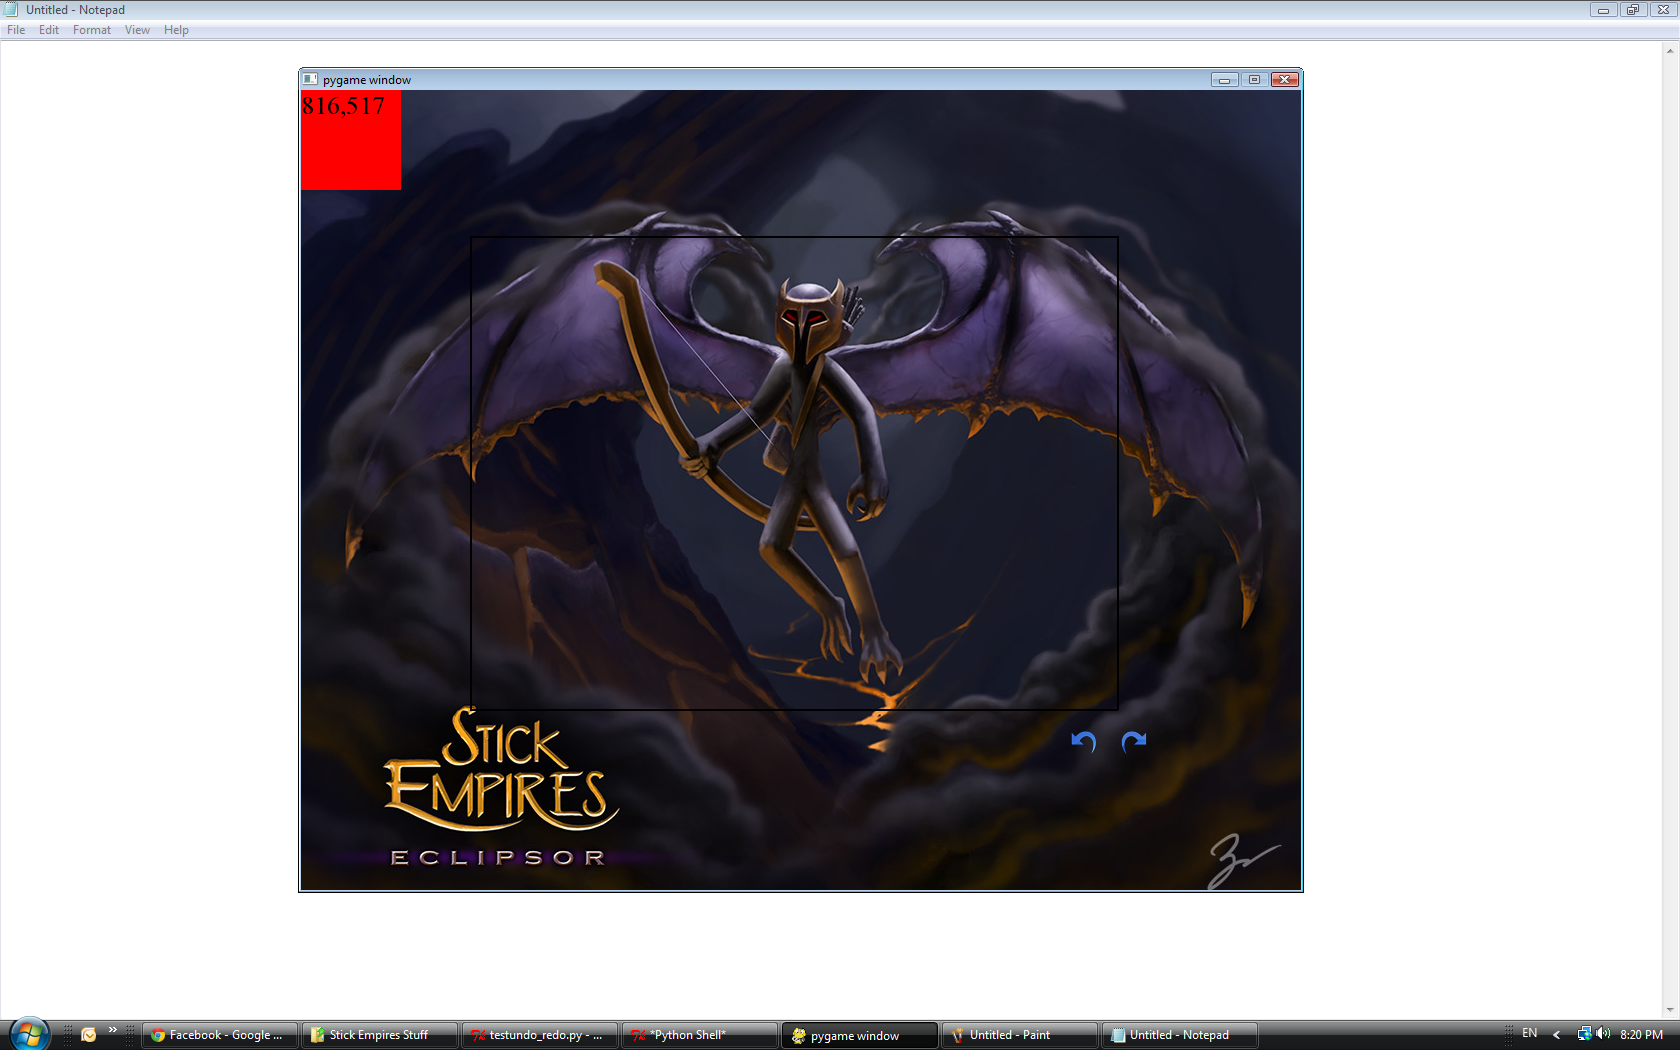 Untitled - Notepad
File Edit Format View Help
pygame window
816,517
STICK
EMPIRES
ECLIPSOR
Facebook - Google ...
Stick Empires Stuff
testundo_redo.py - ...
*Python Shell*
pygame window
Untitled - Paint
Untitled - Notepad
EN
8:20 PM